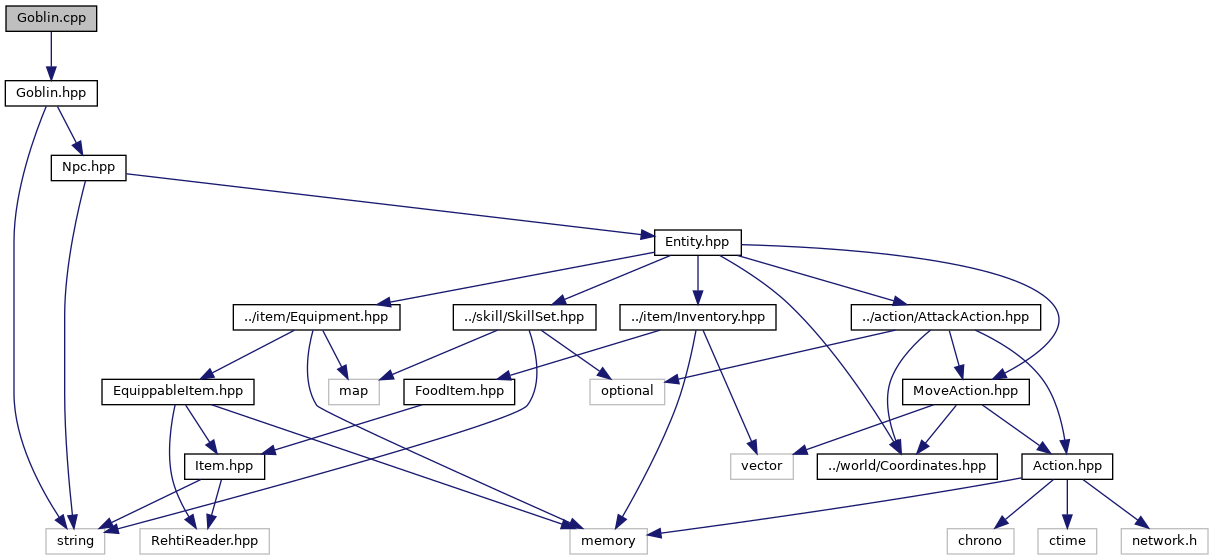 Goblin.cpp
Goblin.hpp
Npc.hpp
Entity.hpp
../item/Equipment.hpp
../skill/SkillSet.hpp
../item/Inventory.hpp
../action/AttackAction.hpp
EquippableItem.hpp
map
FoodItem.hpp
optional
MoveAction.hpp
Item.hpp
vector
../world/Coordinates.hpp
Action.hpp
string
RehtiReader.hpp
memory
chrono
ctime
network.h